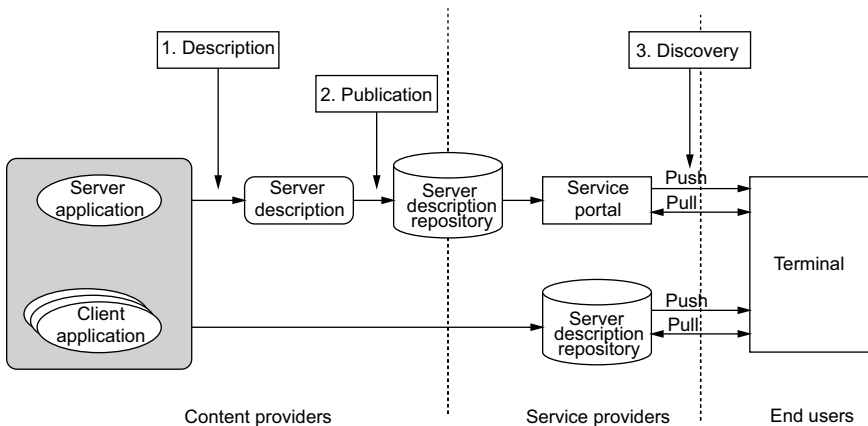 1. Description
3. Discovery
2. Publication
Server
application
Server
description
Server
description
repository
Service
portal
Push
Pull
Terminal
Client
application
Server
description
repository
Push
Pull
Content providers
Service providers
End users